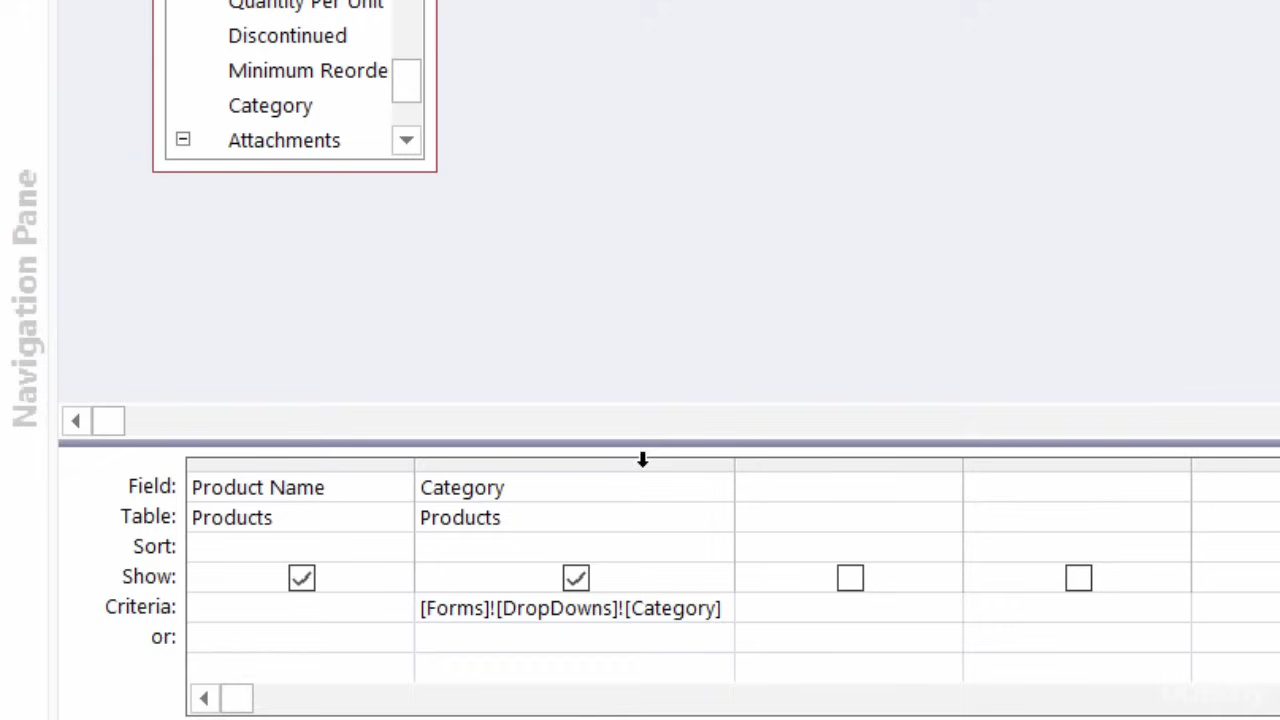 Quantity Per Unit
Discontinued
Minimum Reorde
Category
Attachments
Navigation Pane
Field: Product Name Category
Table: Products Products
Sort:
Show:
Criteria: [Forms]![DropDowns]![Category]
or: